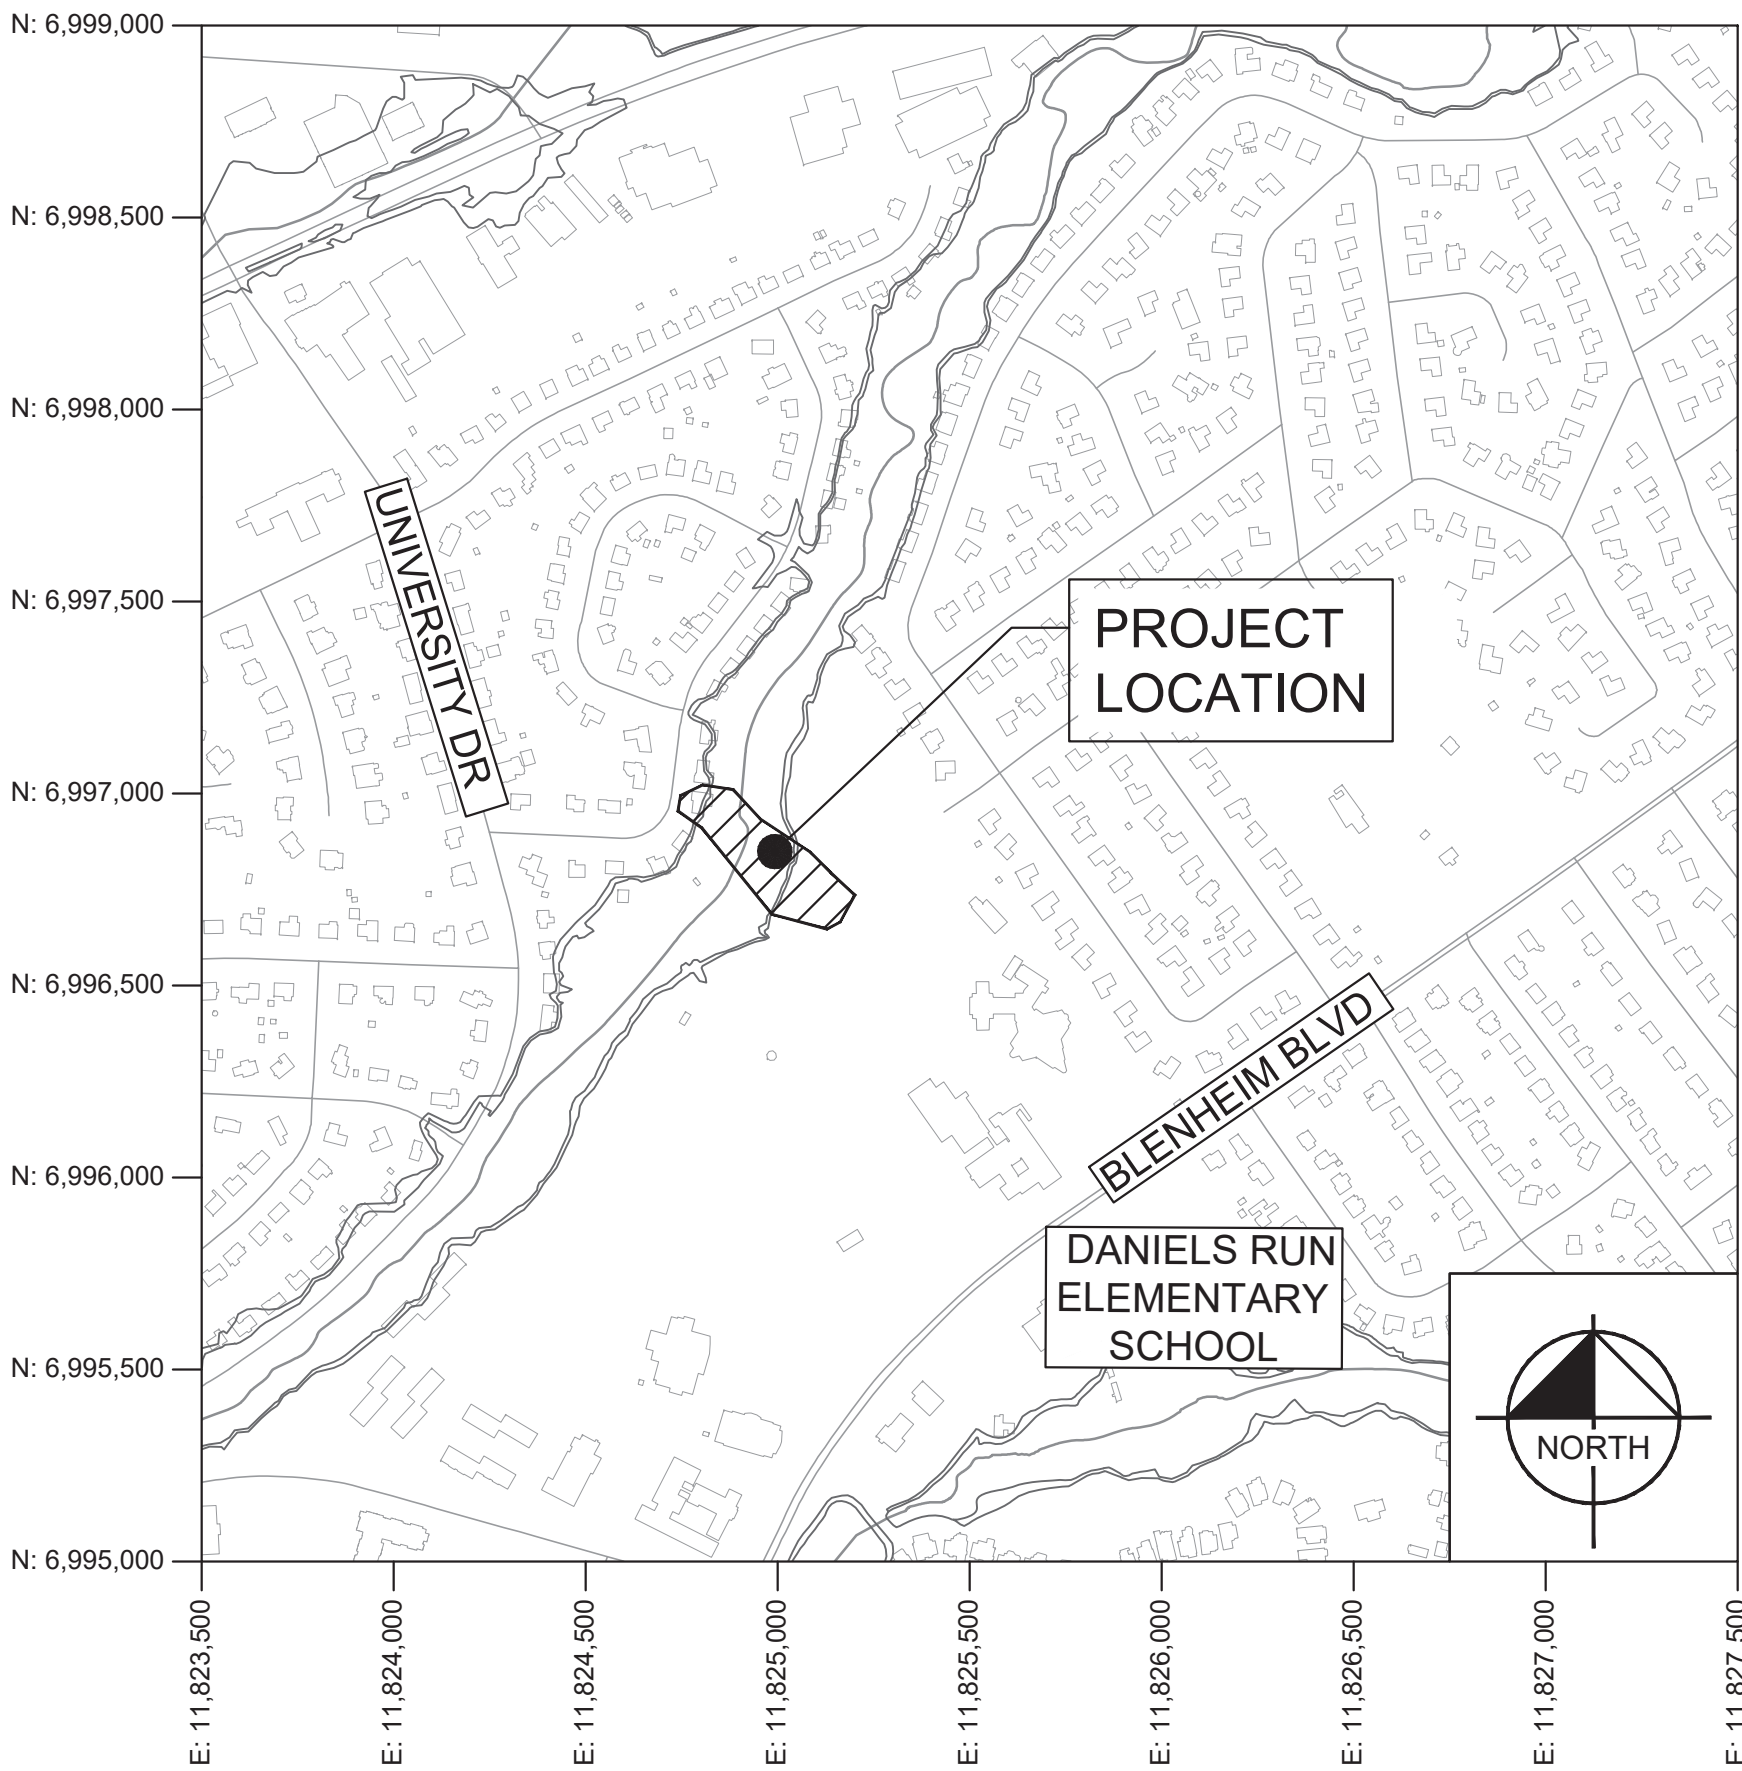 N: 6,999,000
N: 6,998,500
N: 6,998,000
N: 6,997,500
N: 6,997,000
N: 6,996,500
N: 6,996,000
N: 6,995,500
N: 6,995,000
UNIVERSITY DR
PROJECT
LOCATION
BLENHEIM BLVD
DANIELS RUN
ELEMENTARY
SCHOOL
NORTH
E: 11,823,500
E: 11,824,000
E: 11,824,500
E: 11,825,000
E: 11,825,500
E: 11,826,000
E: 11,826,500
E: 11,827,000
E: 11,827,500